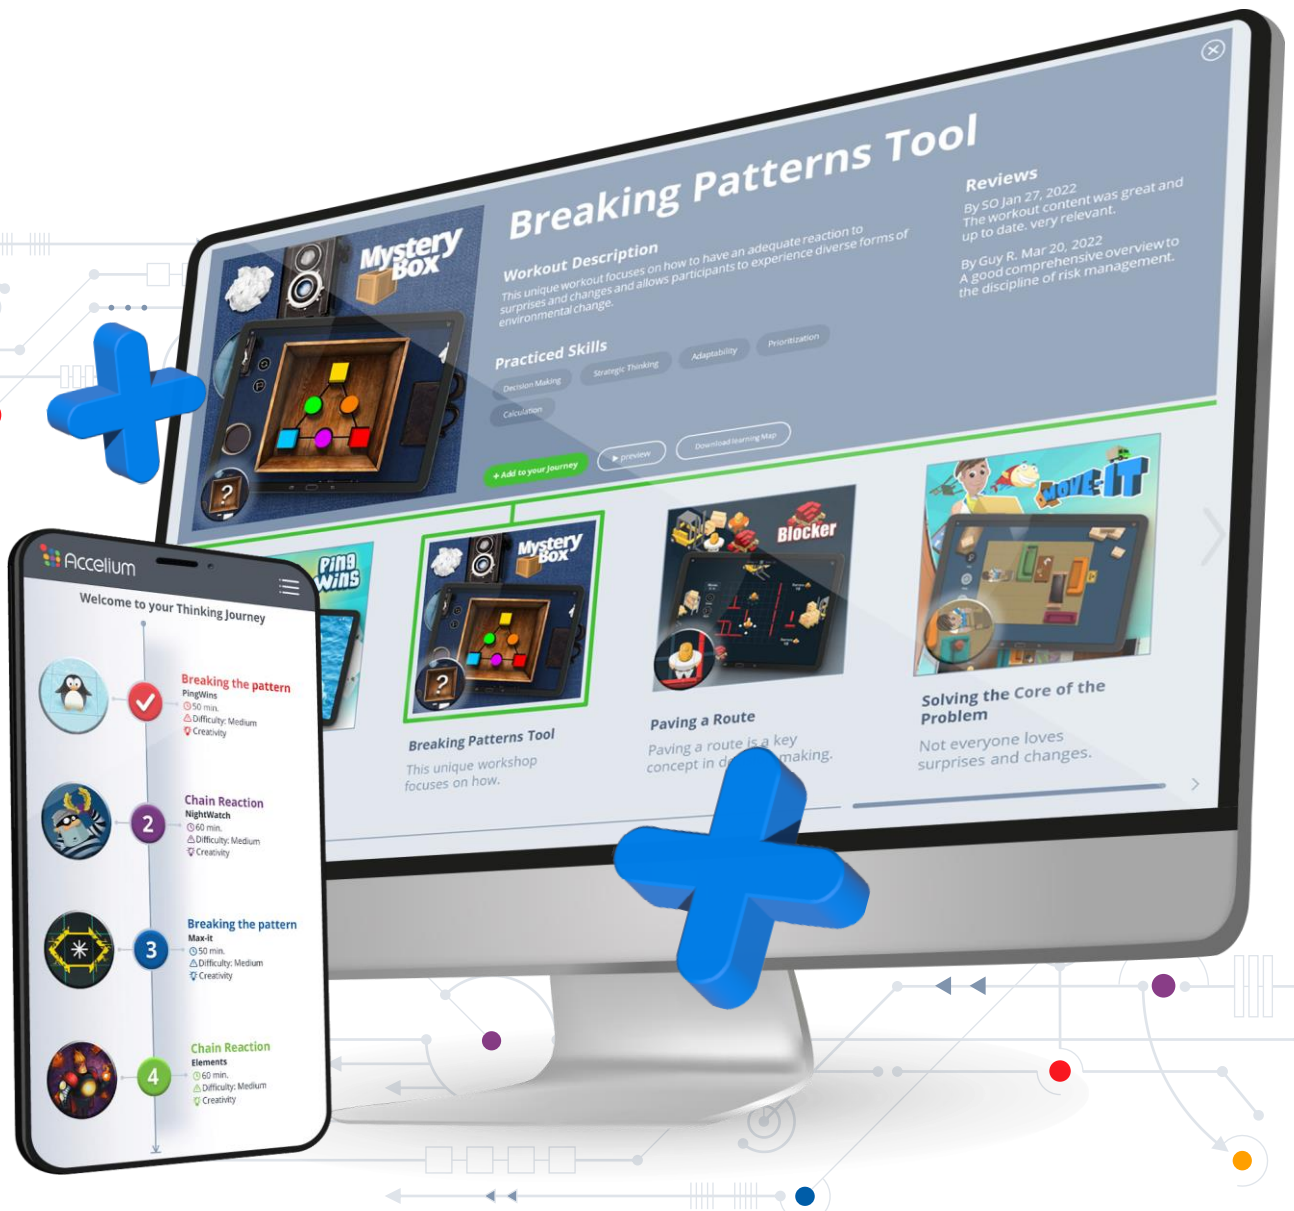 Breaking Patterns Tool
Mystery
Box
Workout Description
This unique workout focuses on how to have an adequate reaction to
surprises and changes and allows participants to experience diverse forms of
environmental change.
Practiced Skills
Decision Making
Strategic Thinking
Adaptability
Prioritization
Calculation
+ Add to your Journey
preview
Download learning Map
Reviews
By SO Jan 27, 2022
The workout content was great and
up to date. very relevant.
By Guy R. Mar 20, 2022
A good comprehensive overview to
the discipline of risk management.
?
Ping
Wins
Mystery
Box
?
Breaking Patterns Tool
This unique workshop
focuses on how.
Blocker
Paving a Route
Paving a route is a key
concept in making.
MOVE-IT
Solving the Core of the
Problem
Not everyone loves
surprises and changes.
Accelium
Welcome to your Thinking Journey
Breaking the pattern
PingWins
50 min.
Difficulty: Medium
Creativity
2
Chain Reaction
NightWatch
60 min.
Difficulty: Medium
Creativity
3
Breaking the pattern
Max-it
50 min.
Difficulty: Medium
Creativity
4
Chain Reaction
Elements
60 min.
Difficulty: Medium
Creativity